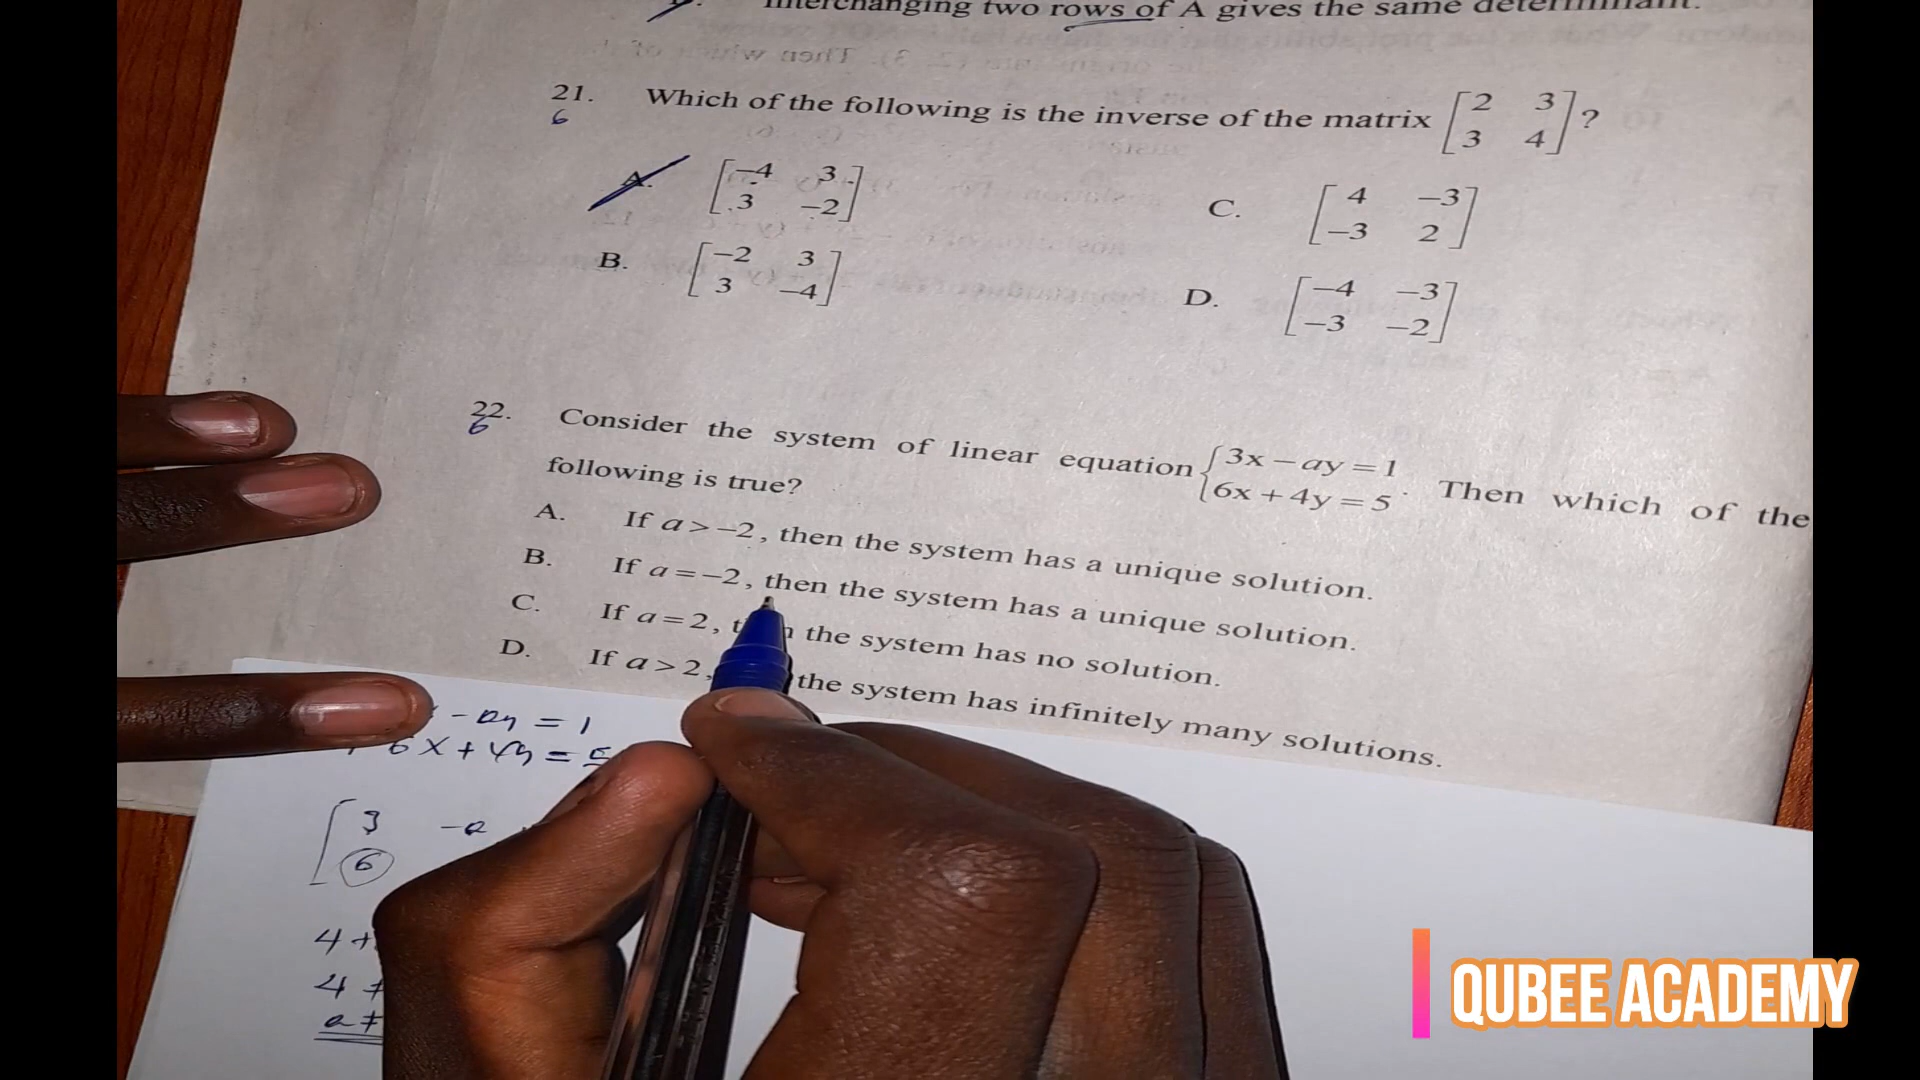 Interchanging two rows of A gives the same determinant.
21. Which of the following is the inverse of the matrix [2 3 3 4]?
6
A. [−4 3 3 −2]
C. [4 −3 −3 2]
B. [−2 3 3 −4]
D. [−4 −3 −3 −2]
22. Consider the system of linear equation {3x − ay = 1 6x + 4y = 5. Then which of the
6
following is true?
A. If a > −2, then the system has a unique solution.
B. If a = −2, then the system has a unique solution.
C. If a = 2, then the system has no solution.
D. If a > 2, the system has infinitely many solutions.
- ay = 1
6x + 4y = 5
3 -a
6
4 +
4 ≠
a ≠
QUBEE ACADEMY